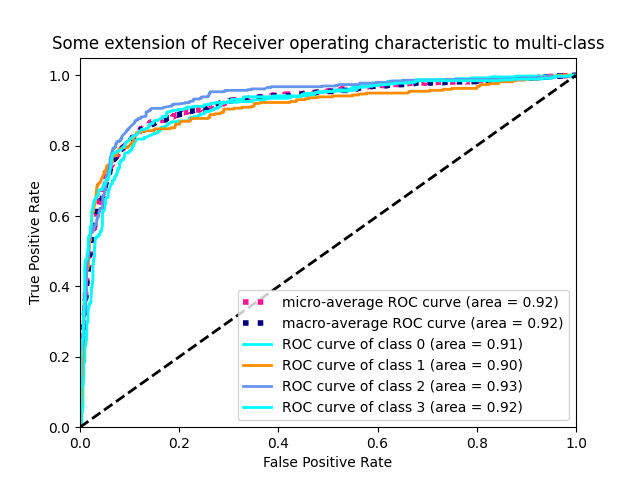 Some extension of Receiver operating characteristic to multi-class
1.0
0.8
0.6
0.4
0.2
0.0
True Positive Rate
micro-average ROC curve (area = 0.92)
macro-average ROC curve (area = 0.92)
ROC curve of class 0 (area = 0.91)
ROC curve of class 1 (area = 0.90)
ROC curve of class 2 (area = 0.93)
ROC curve of class 3 (area = 0.92)
0.0 0.2 0.4 0.6 0.8 1.0
False Positive Rate